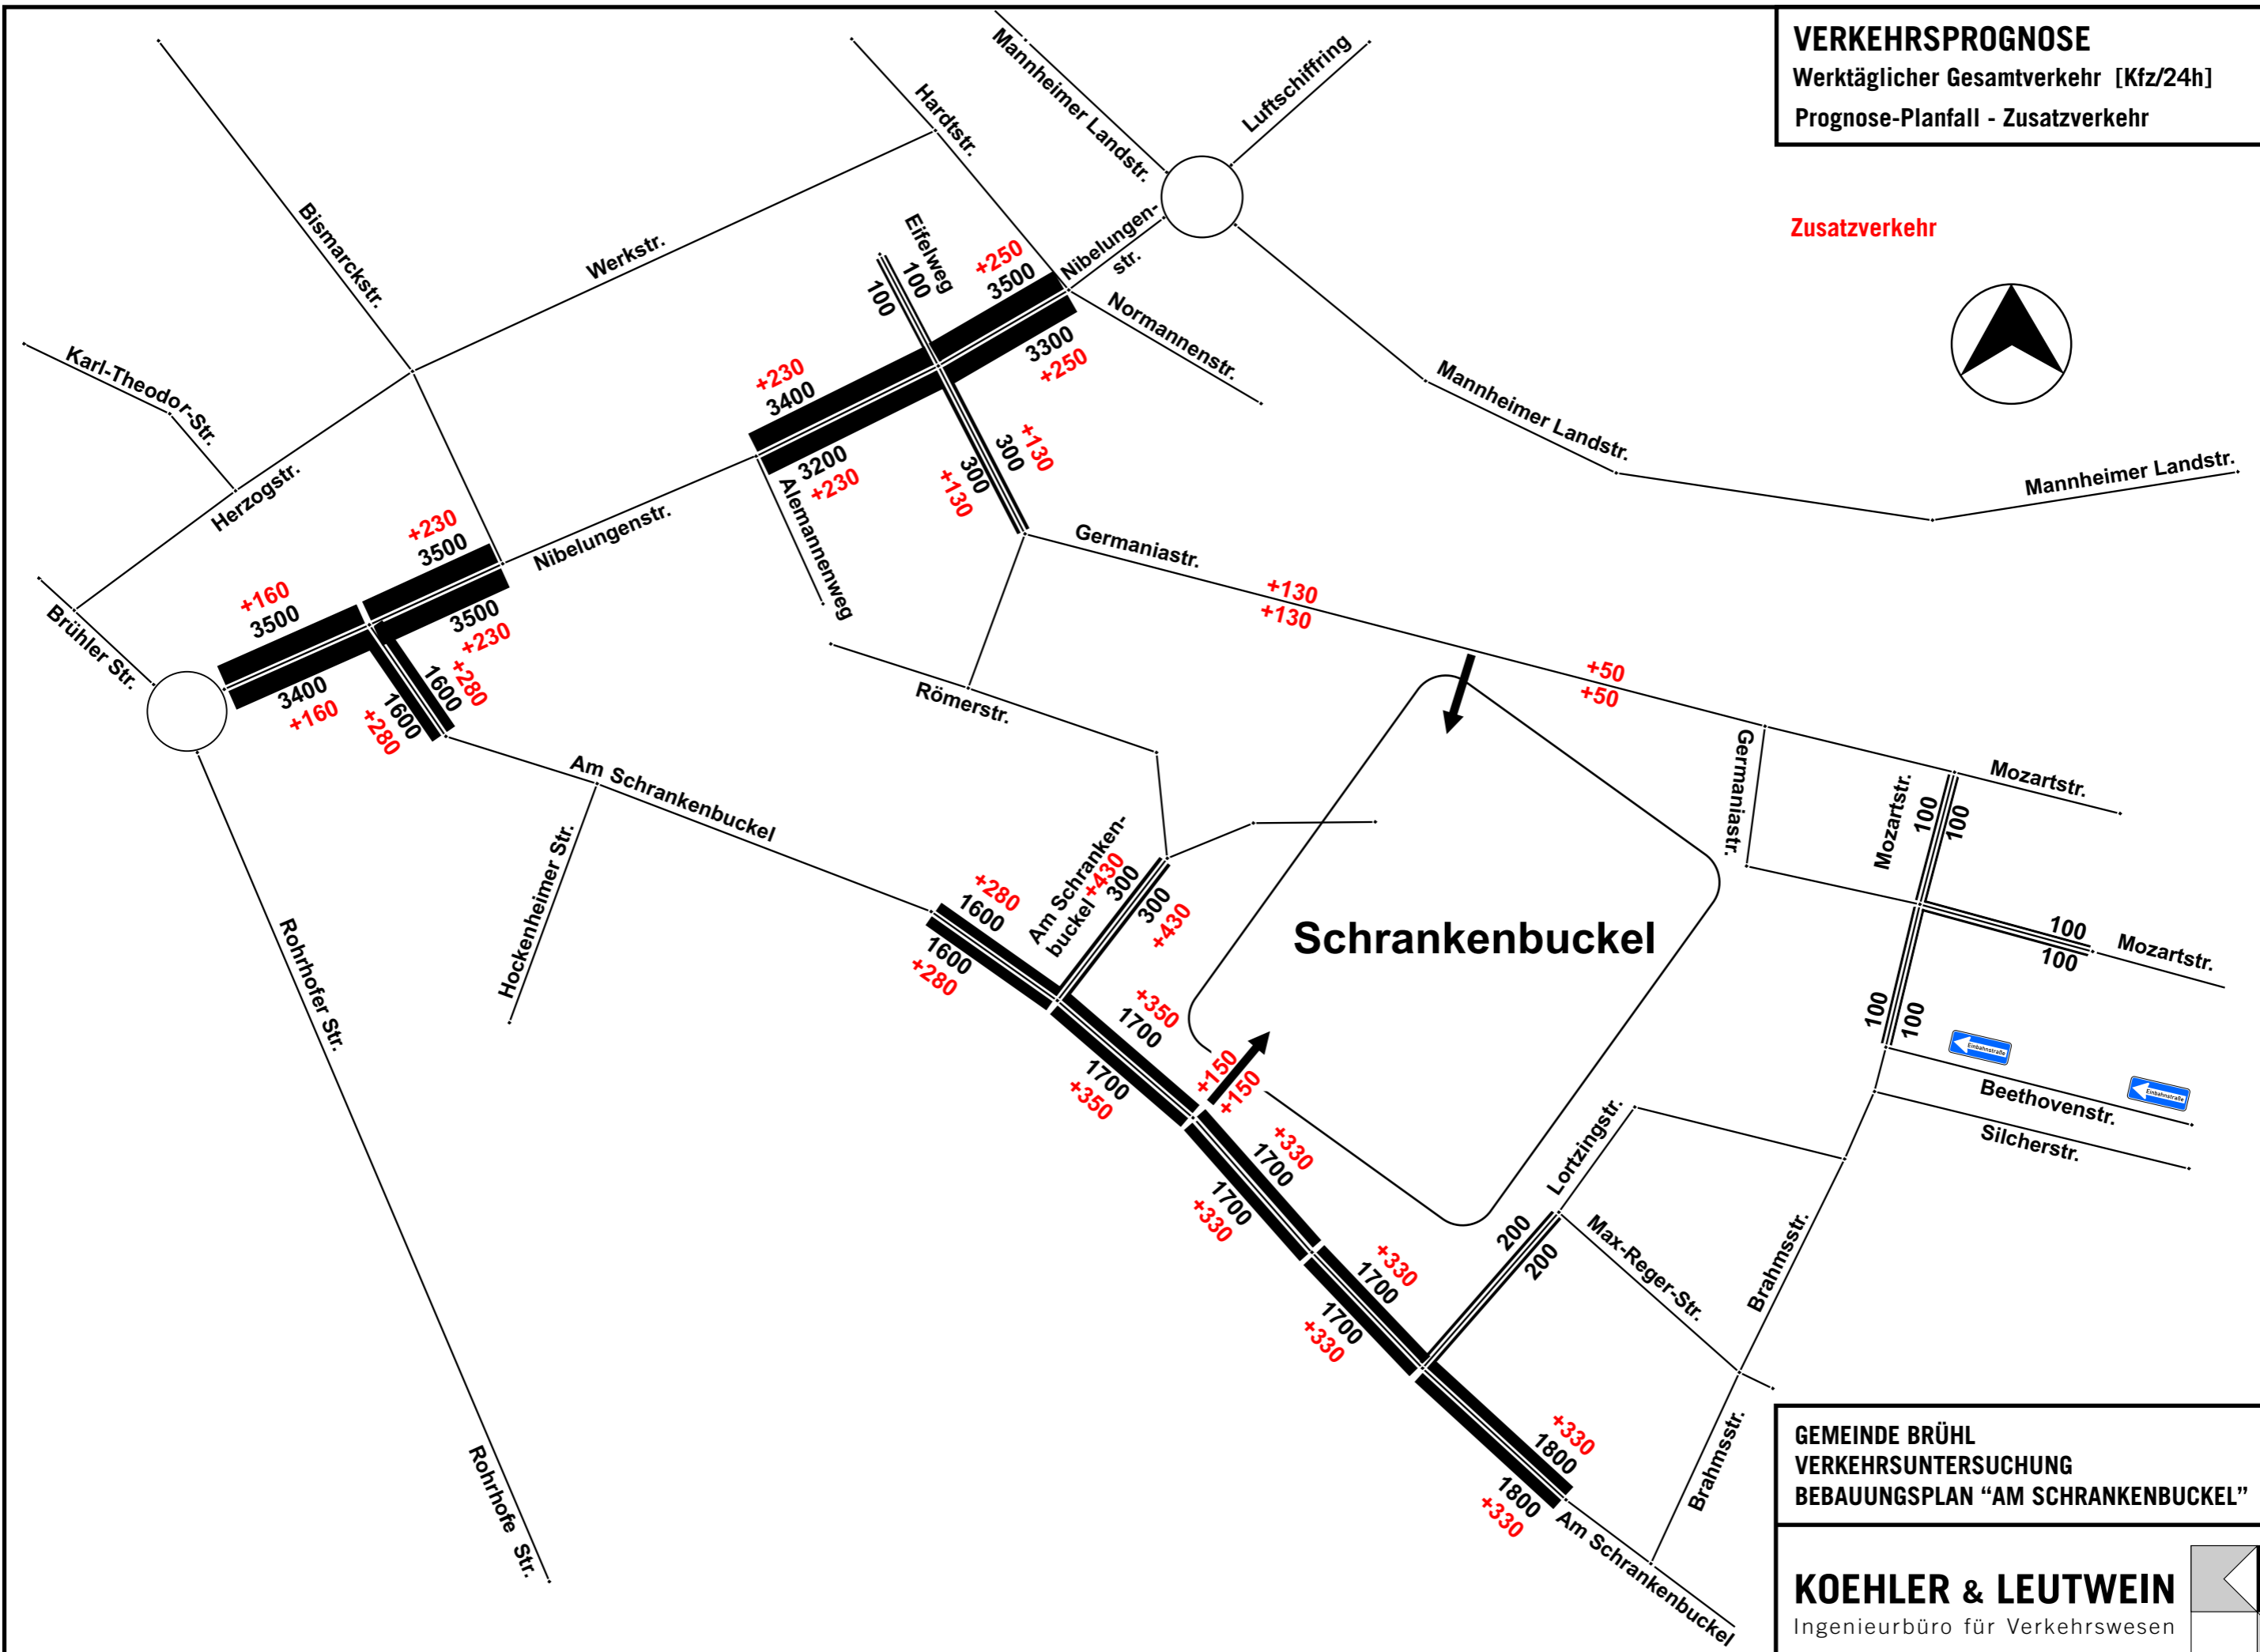 VERKEHRSPROGNOSE
Werktäglicher Gesamtverkehr [Kfz/24h]
Prognose-Planfall - Zusatzverkehr
Zusatzverkehr
Mannheimer Landstr.
Luftschiffring
Hardtstr.
Bismarckstr.
Werkstr.
Eifelweg
100
100
+250
3500
Nibelungen-
str.
Normannenstr.
3300
+250
Karl-Theodor-Str.
+230
3400
3200
+230
Mannheimer Landstr.
Mannheimer Landstr.
Herzogstr.
300
+130
300
+130
Alemannenweg
Nibelungenstr.
Germaniastr.
+230
3500
3500
+230
+160
3500
3400
+160
Brühler Str.
1600
+280
1600
+280
+130
+130
+50
+50
Römerstr.
Am Schrankenbuckel
Hockenheimer Str.
Rohrhofer Str.
Rohrhofe Str.
Germaniastr.
Mozartstr.
Mozartstr.
100
100
100
100
Mozartstr.
100
100
Einbahnstraße
Einbahnstraße
Beethovenstr.
Silcherstr.
Am Schranken-
buckel
+430
300
300
+430
+280
1600
1600
+280
Schrankenbuckel
+350
1700
1700
+350
+150
+150
+330
1700
1700
+330
+330
1700
1700
+330
Lortzingstr.
200
200
Max-Reger-Str.
Brahmsstr.
Brahmsstr.
+330
1800
1800
+330
Am Schrankenbuckel
GEMEINDE BRÜHL
VERKEHRSUNTERSUCHUNG
BEBAUUNGSPLAN “AM SCHRANKENBUCKEL”
KOEHLER & LEUTWEIN
Ingenieurbüro für Verkehrswesen